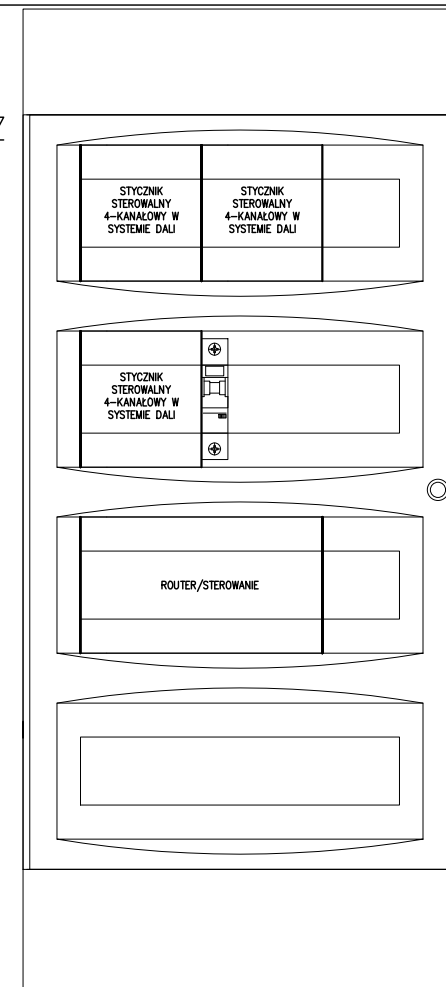 7
STYCZNIK
STEROWALNY
4-KANAŁOWY W
SYSTEMIE DALI
STYCZNIK
STEROWALNY
4-KANAŁOWY W
SYSTEMIE DALI
STYCZNIK
STEROWALNY
4-KANAŁOWY W
SYSTEMIE DALI
ROUTER/STEROWANIE